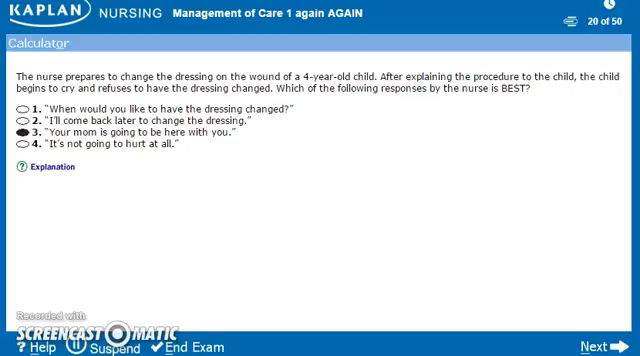 KAPLAN NURSING Management of Care 1 again AGAIN
20 of 50
Calculator
The nurse prepares to change the dressing on the wound of a 4-year-old child. After explaining the procedure to the child, the child
begins to cry and refuses to have the dressing changed. Which of the following responses by the nurse is BEST?
1. "When would you like to have the dressing changed?"
2. "I'll come back later to change the dressing."
3. "Your mom is going to be here with you."
4. "It's not going to hurt at all."
? Explanation
Recorded with
SCREENCAST MATIC
? Help Suspend End Exam Next